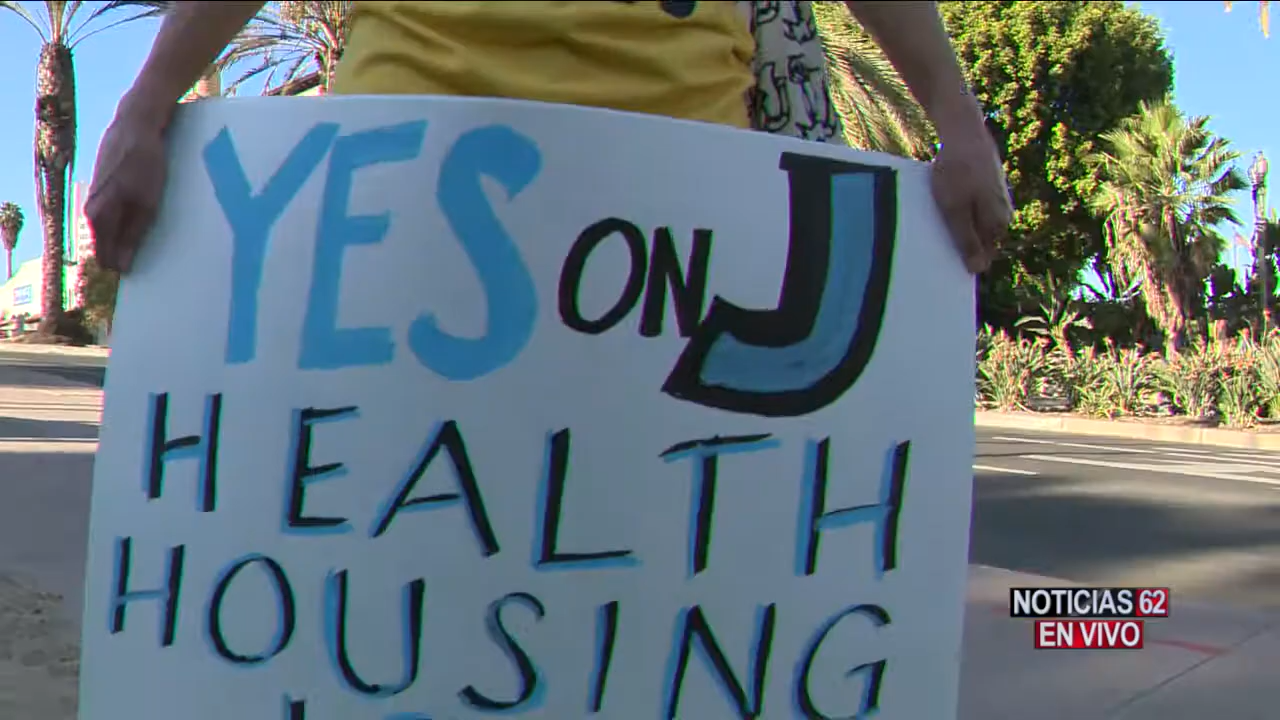 YES ON J
HEALTH
HOUSING
NOTICIAS 62
EN VIVO